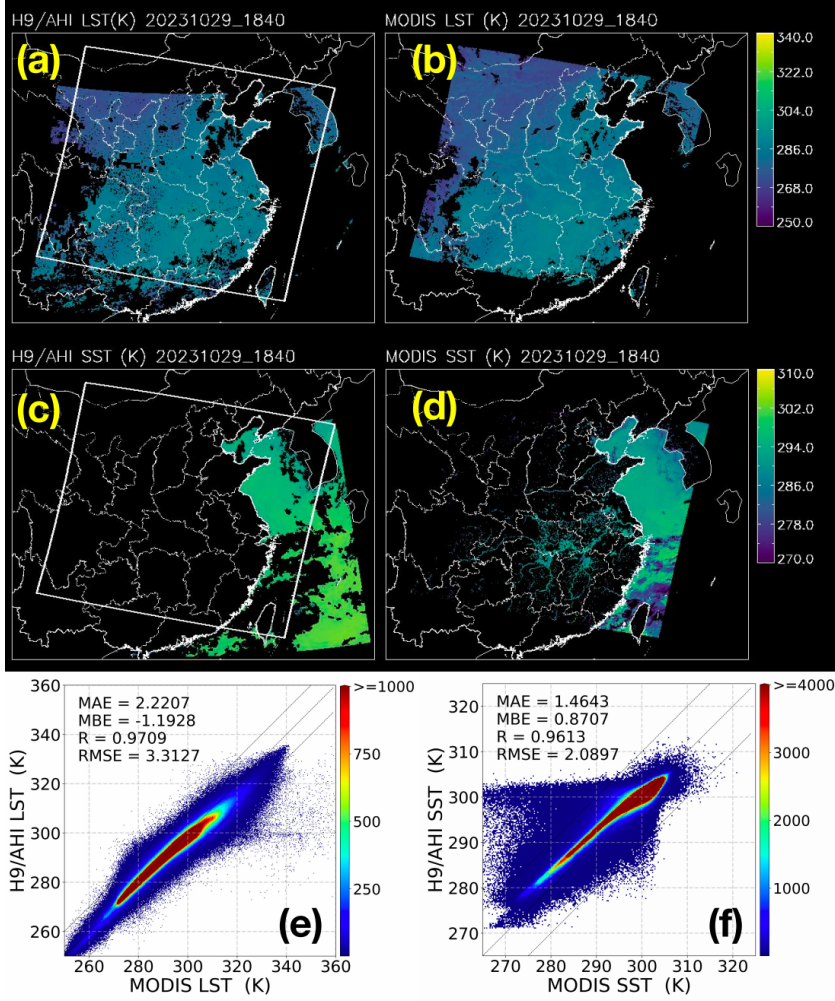 H9/AHI LST(K) 20231029_1840
MODIS LST (K) 20231029_1840
(a)
(b)
340.0
322.0
304.0
286.0
268.0
250.0
H9/AHI SST (K) 20231029_1840
MODIS SST (K) 20231029_1840
(c)
(d)
310.0
302.0
294.0
286.0
278.0
270.0
360
340
320
300
280
260
H9/AHI LST (K)
MAE = 2.2207
MBE = -1.1928
R = 0.9709
RMSE = 3.3127
(e)
260 280 300 320 340 360
MODIS LST (K)
>=1000
750
500
250
320
310
300
290
280
270
H9/AHI SST (K)
MAE = 1.4643
MBE = 0.8707
R = 0.9613
RMSE = 2.0897
(f)
270 280 290 300 310 320
MODIS SST (K)
>=4000
3000
2000
1000